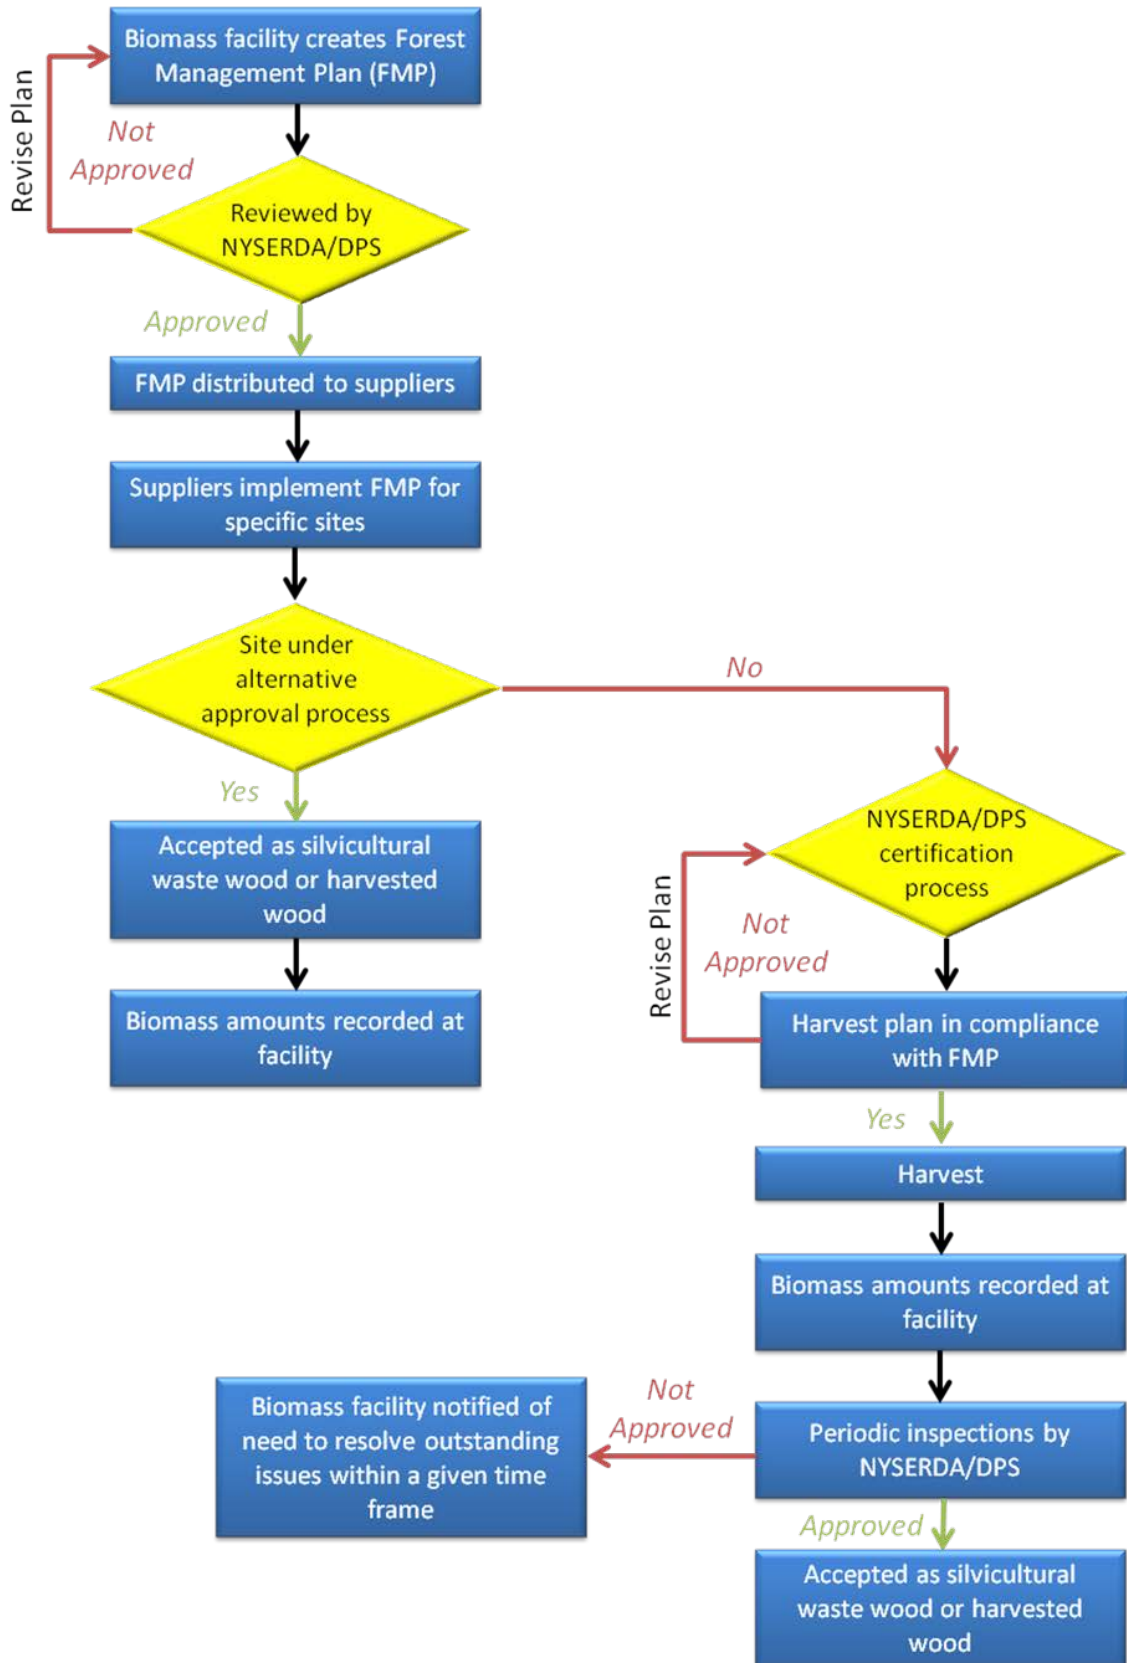 Biomass facility creates Forest
Management Plan (FMP)
Revise Plan
Not
Approved
Reviewed by
NYSERDA/DPS
Approved
FMP distributed to suppliers
Suppliers implement FMP for
specific sites
Site under
alternative
approval process
No
Yes
Accepted as silvicultural
waste wood or harvested
wood
Biomass amounts recorded at
facility
NYSERDA/DPS
certification
process
Revise Plan
Not
Approved
Harvest plan in compliance
with FMP
Yes
Harvest
Biomass amounts recorded at
facility
Periodic inspections by
NYSERDA/DPS
Not
Approved
Biomass facility notified of
need to resolve outstanding
issues within a given time
frame
Approved
Accepted as silvicultural
waste wood or harvested
wood